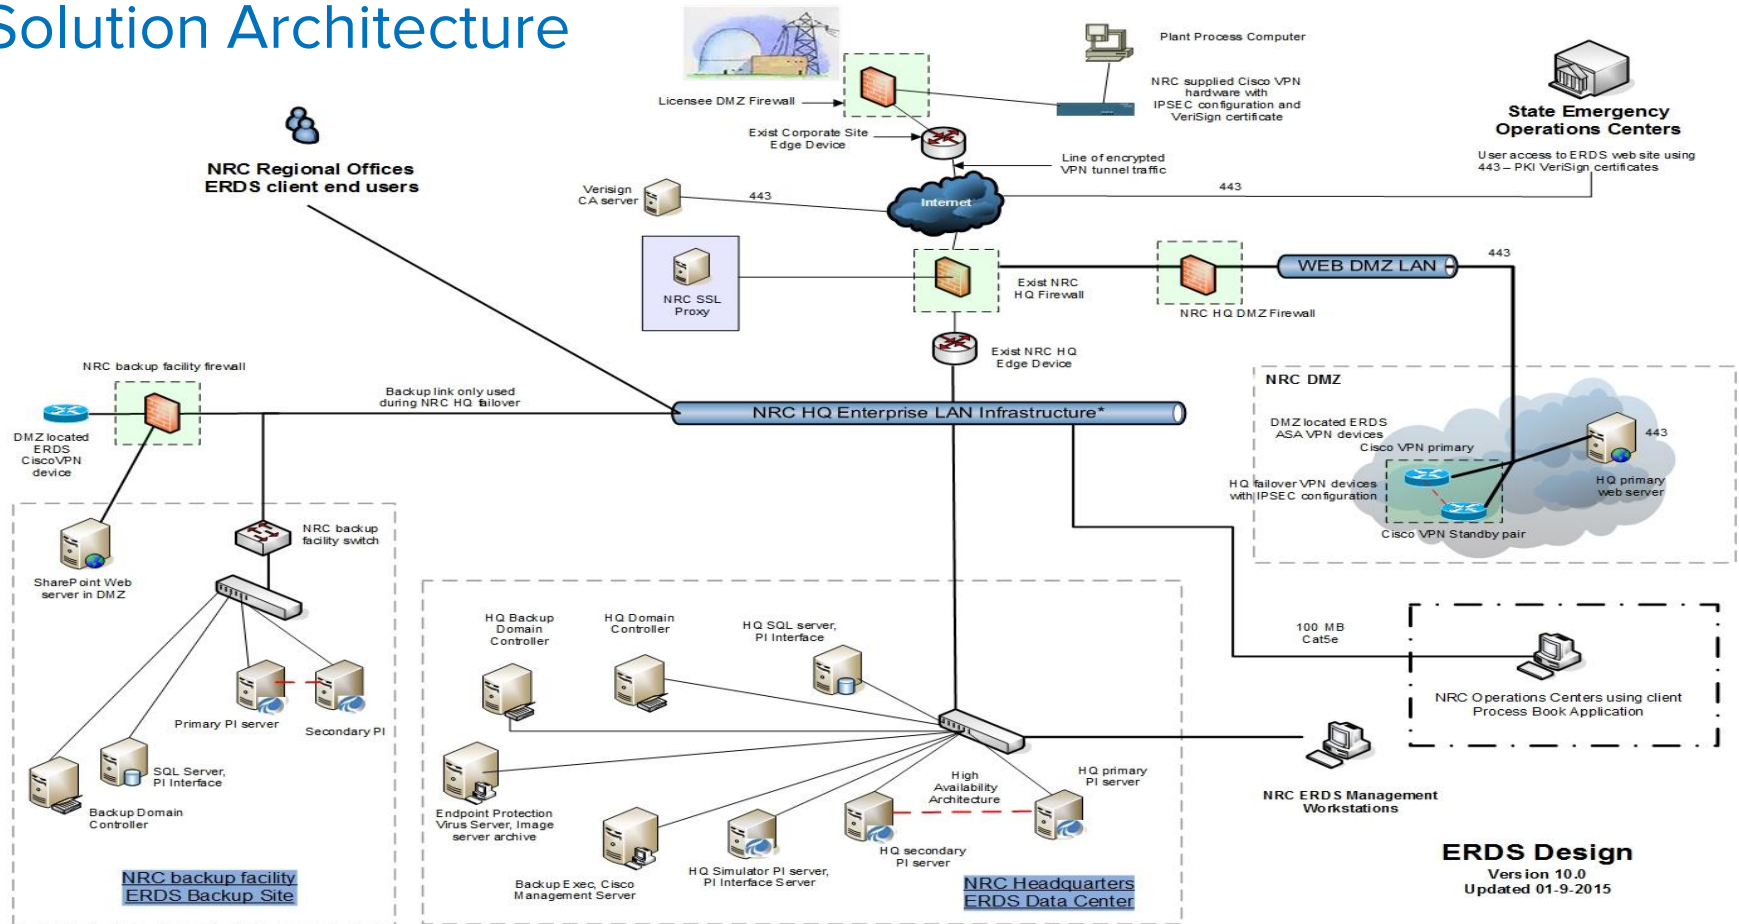 Solution Architecture
Plant Process Computer
NRC supplied Cisco VPN
hardware with
IPSEC configuration and
VeriSign certificate
Licensee DMZ Firewall
Exist Corporate Site
Edge Device
Line of encrypted
VPN tunnel traffic
State Emergency
Operations Centers
User access to ERDS web site using
443 – PKI VeriSign certificates
NRC Regional Offices
ERDS client end users
Verisign
CA server
443
Internet
443
NRC SSL
Proxy
Exist NRC
HQ Firewall
NRC HQ DMZ Firewall
WEB DMZ LAN
443
Exist NRC HQ
Edge Device
NRC backup facility firewall
Backup link only used
during NRC HQ failover
NRC HQ Enterprise LAN Infrastructure*
DMZ located
ERDS
CiscoVPN
device
NRC DMZ
DMZ located ERDS
ASA VPN devices
Cisco VPN primary
443
HQ failover VPN devices
with IPSEC configuration
HQ primary
web server
Cisco VPN Standby pair
NRC backup
facility switch
SharePoint Web
server in DMZ
Primary PI server
Secondary PI
SQL Server,
PI Interface
Backup Domain
Controller
NRC backup facility
ERDS Backup Site
HQ Backup
Domain
Controller
HQ Domain
Controller
HQ SQL server,
PI Interface
Endpoint Protection
Virus Server, Image
server archive
Backup Exec, Cisco
Management Server
HQ Simulator PI server,
PI Interface Server
High
Availability
Architecture
HQ secondary
PI server
HQ primary
PI server
NRC Headquarters
ERDS Data Center
100 MB
Cat5e
NRC Operations Centers using client
Process Book Application
NRC ERDS Management
Workstations
ERDS Design
Version 10.0
Updated 01-9-2015